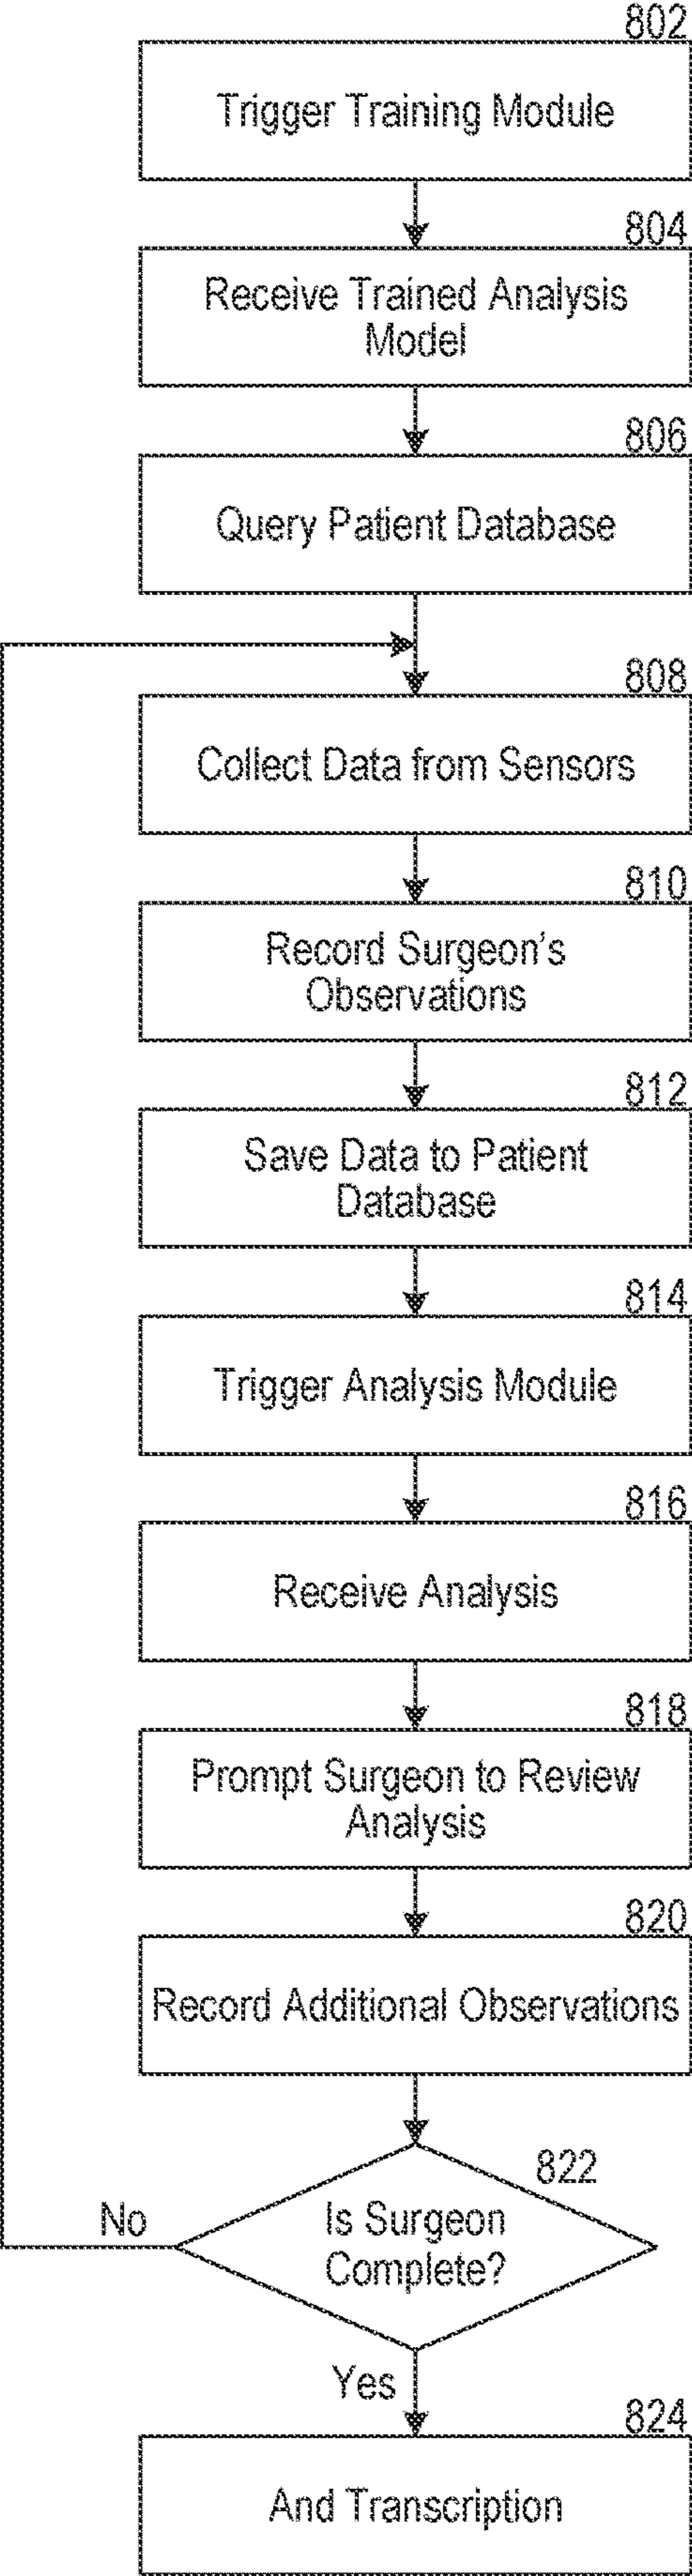 802
Trigger Training Module
804
Receive Trained Analysis
Model
806
Query Patient Database
808
Collect Data from Sensors
810
Record Surgeon's
Observations
812
Save Data to Patient
Database
814
Trigger Analysis Module
816
Receive Analysis
818
Prompt Surgeon to Review
Analysis
820
Record Additional Observations
822
Is Surgeon
Complete?
No
Yes
824
And Transcription